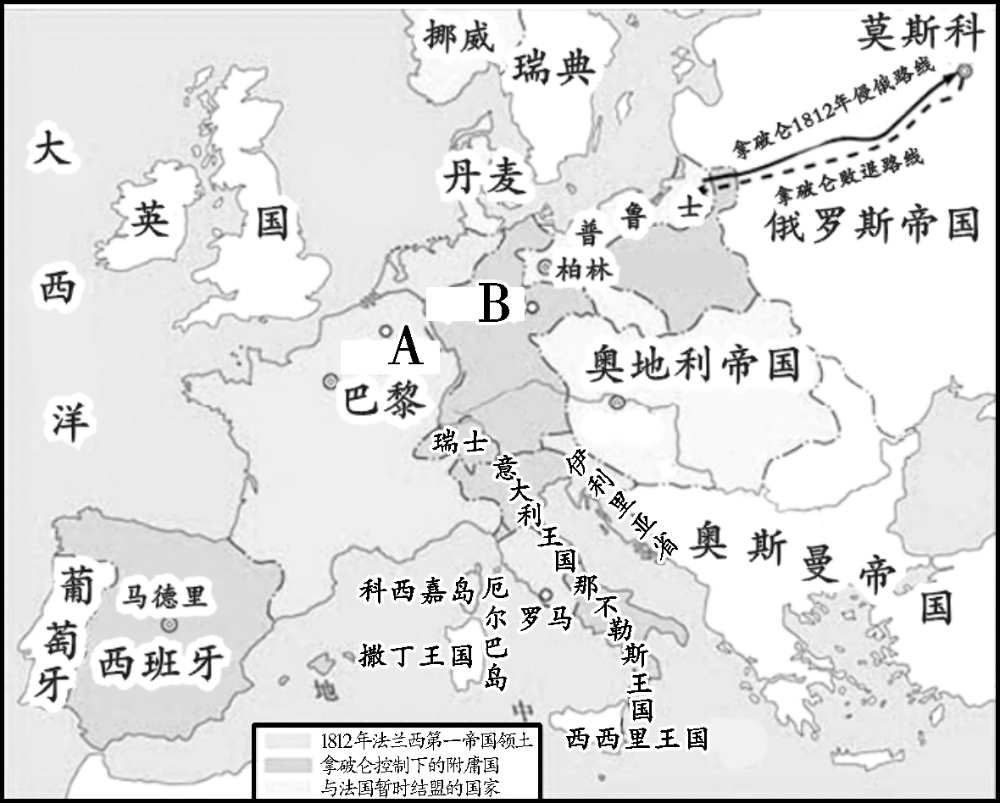 挪威
瑞典
莫斯科
拿破仑1812年侵俄路线
拿破仑败退路线
大西洋
英国
丹麦
普鲁士
俄罗斯帝国
柏林
B
A
巴黎
奥地利帝国
瑞士
意大利王国
伊利里亚省
奥斯曼帝国
葡萄牙
马德里
西班牙
科西嘉岛
厄尔巴岛
罗马
那不勒斯王国
撒丁王国
地中
西西里王国
1812年法兰西第一帝国领土
拿破仑控制下的附庸国
与法国暂时结盟的国家